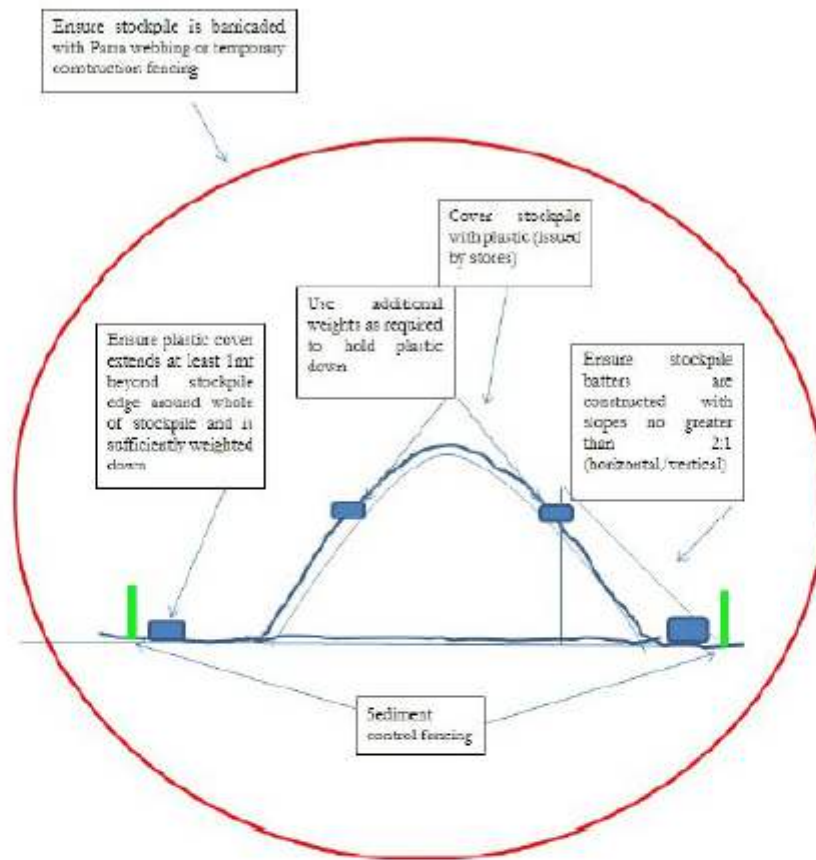 Ensure stockpile is barricaded
with Parra webbing or temporary
construction fencing
Cover stockpile
with plastic (issued
by stores)
Use additional
weights as required
to hold plastic
down
Ensure plastic cover
extends at least 1mt
beyond stockpile
edge around whole
of stockpile and is
sufficiently weighted
down
Ensure stockpile
batters are
constructed with
slopes no greater
than 2:1
(horizontal/vertical)
Sediment
control fencing